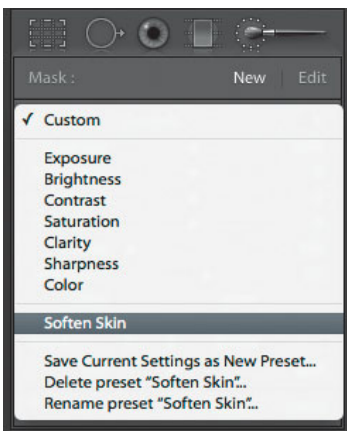 Mask : New | Edit
✓ Custom
Exposure
Brightness
Contrast
Saturation
Clarity
Sharpness
Color
Soften Skin
Save Current Settings as New Preset...
Delete preset “Soften Skin”...
Rename preset “Soften Skin”...